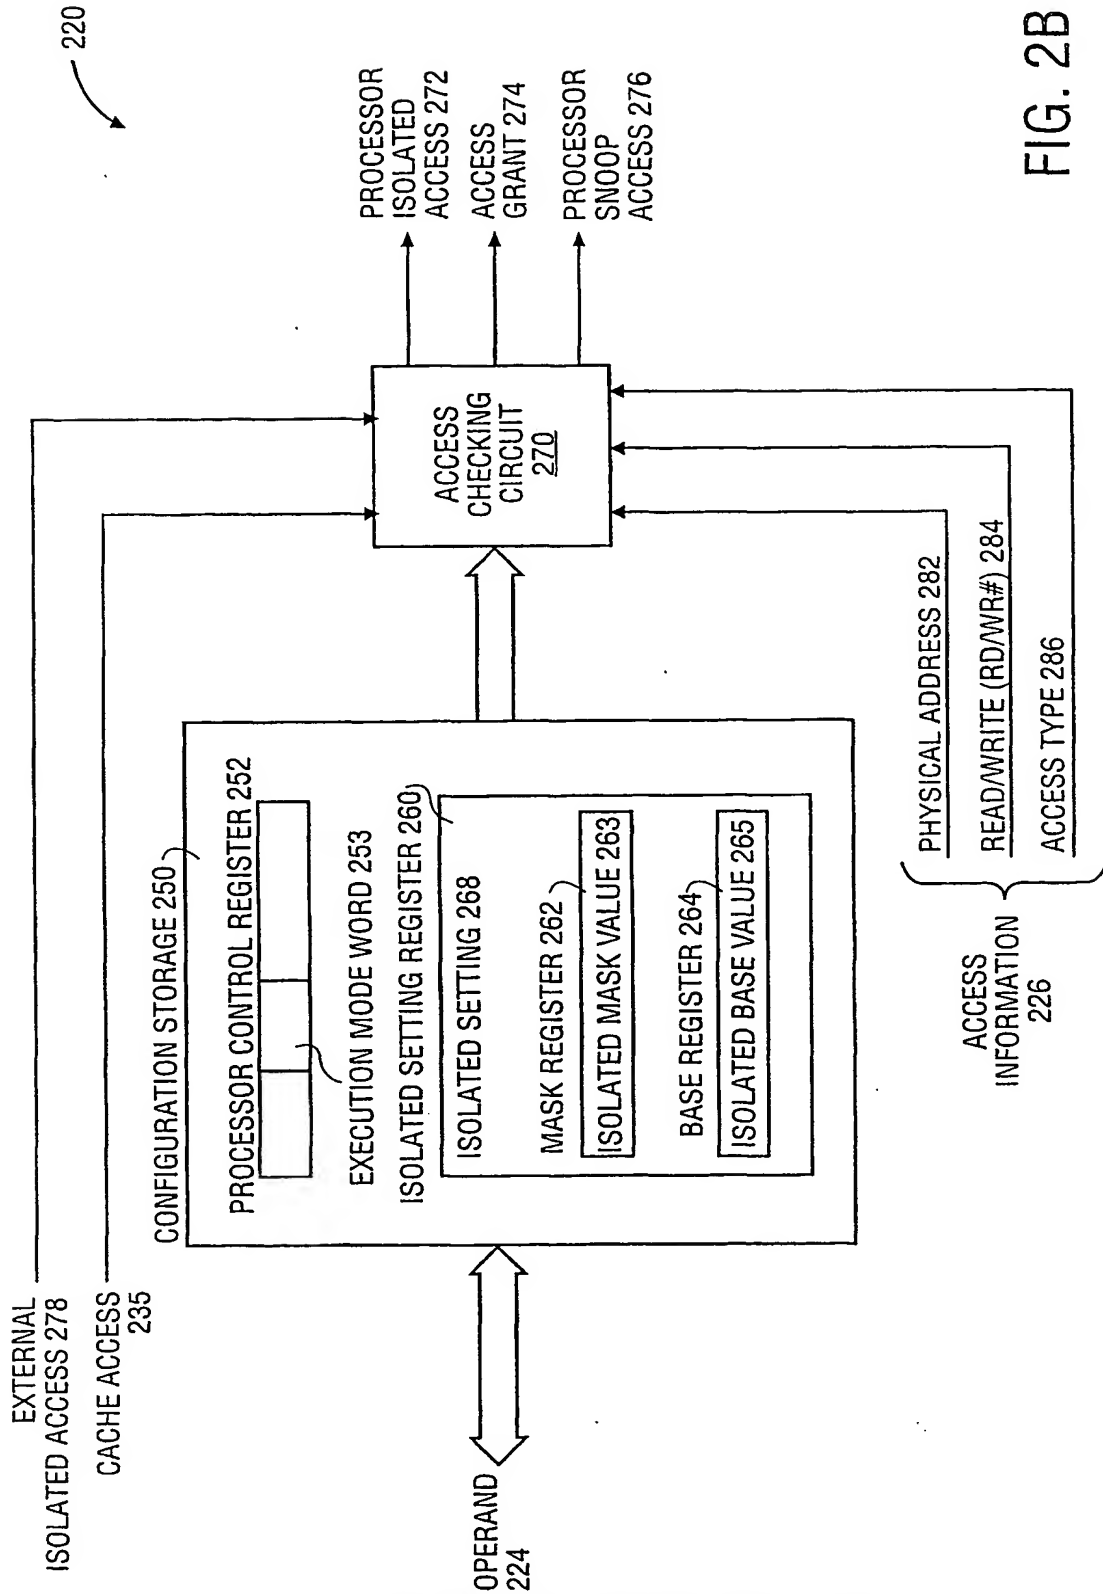 220
EXTERNAL
ISOLATED ACCESS 278
CACHE ACCESS
235
CONFIGURATION STORAGE 250
PROCESSOR CONTROL REGISTER 252
EXECUTION MODE WORD 253
ISOLATED SETTING REGISTER 260
ISOLATED SETTING 268
MASK REGISTER 262
ISOLATED MASK VALUE 263
BASE REGISTER 264
ISOLATED BASE VALUE 265
OPERAND
224
ACCESS
CHECKING
CIRCUIT
270
PROCESSOR
ISOLATED
ACCESS 272
ACCESS
GRANT 274
PROCESSOR
SNOOP
ACCESS 276
ACCESS
INFORMATION
226
PHYSICAL ADDRESS 282
READ/WRITE (RD/WR#) 284
ACCESS TYPE 286
FIG. 2B